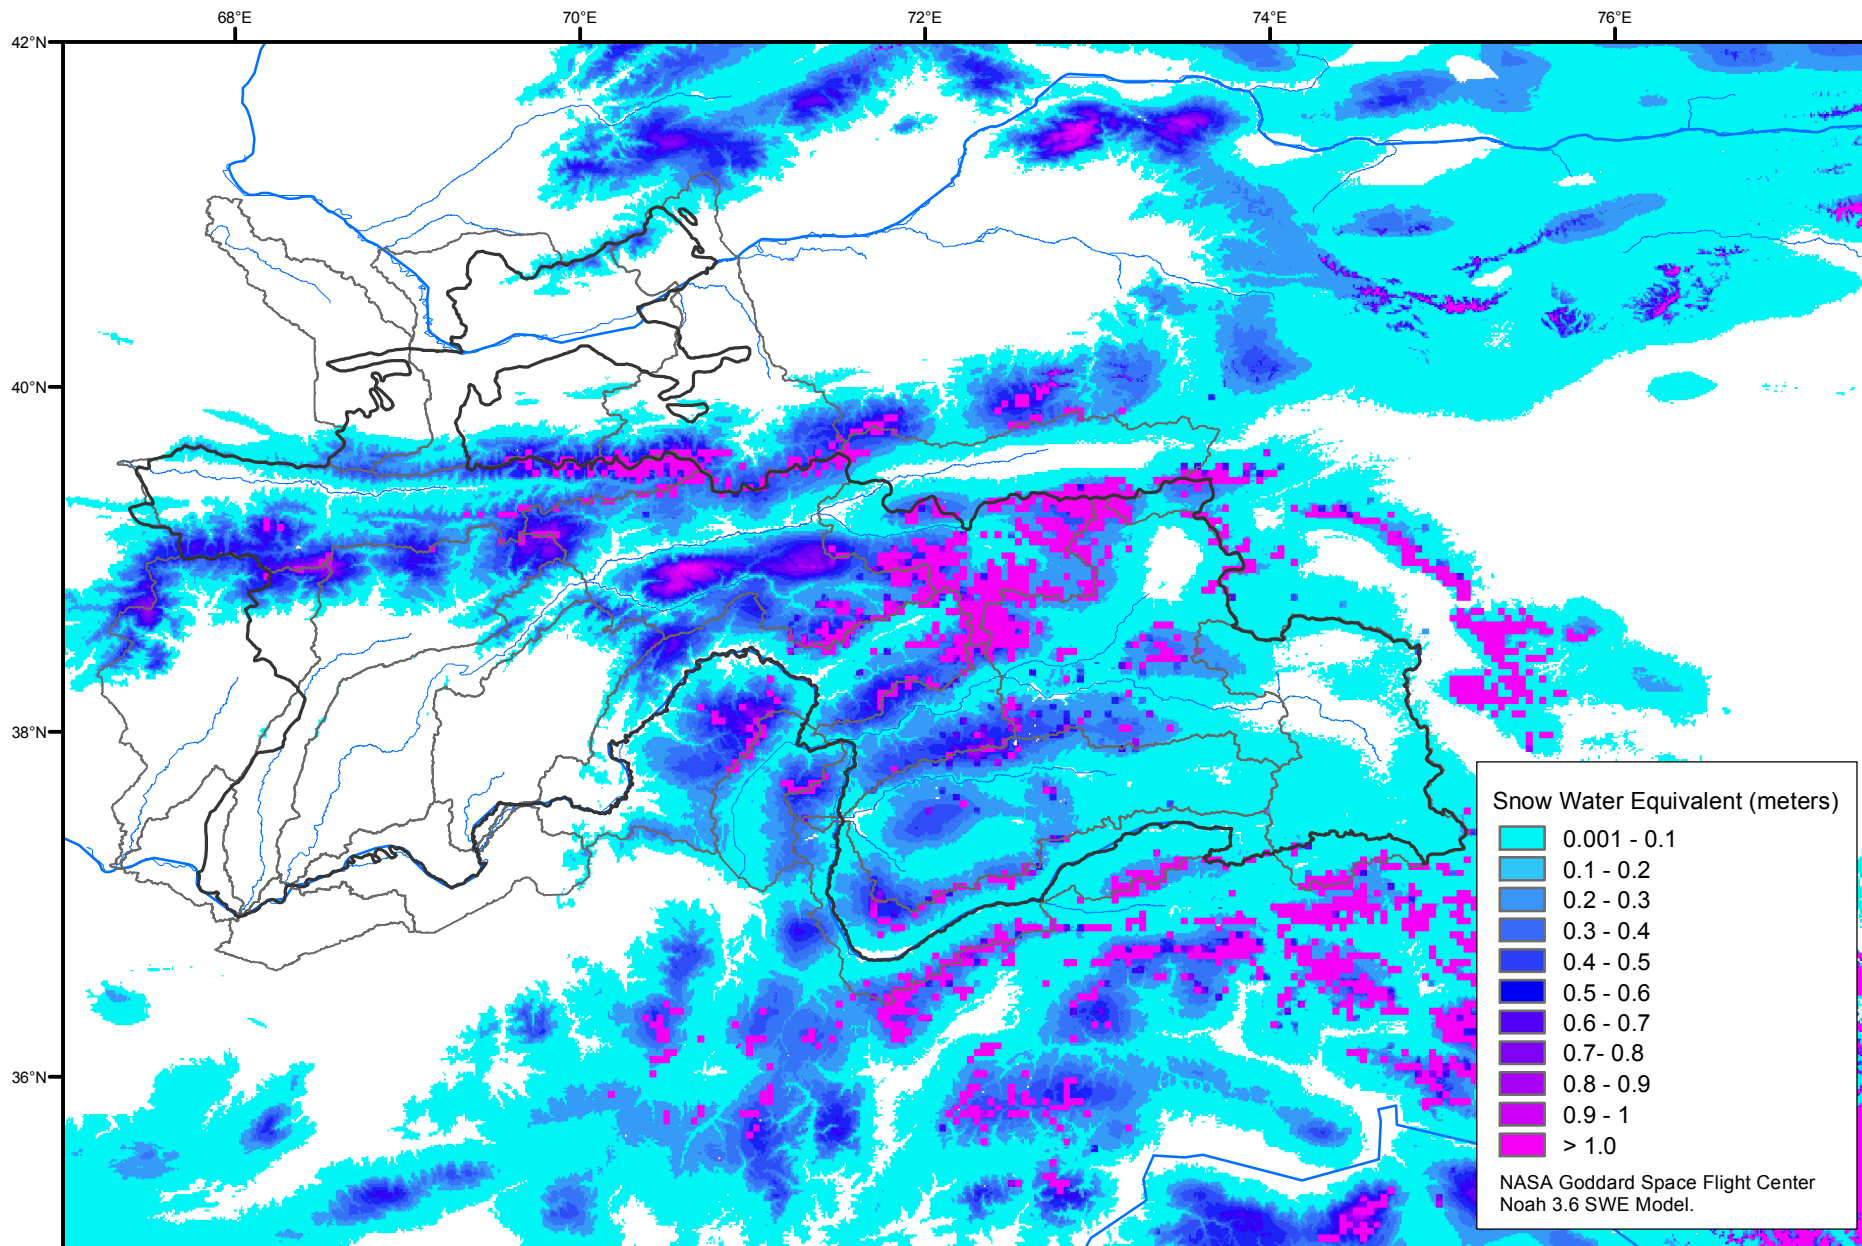 68°E 70°E 72°E 74°E 76°E
42°N
40°N
38°N
36°N
Snow Water Equivalent (meters)
0.001 - 0.1
0.1 - 0.2
0.2 - 0.3
0.3 - 0.4
0.4 - 0.5
0.5 - 0.6
0.6 - 0.7
0.7- 0.8
0.8 - 0.9
0.9 - 1
> 1.0
NASA Goddard Space Flight Center
Noah 3.6 SWE Model.